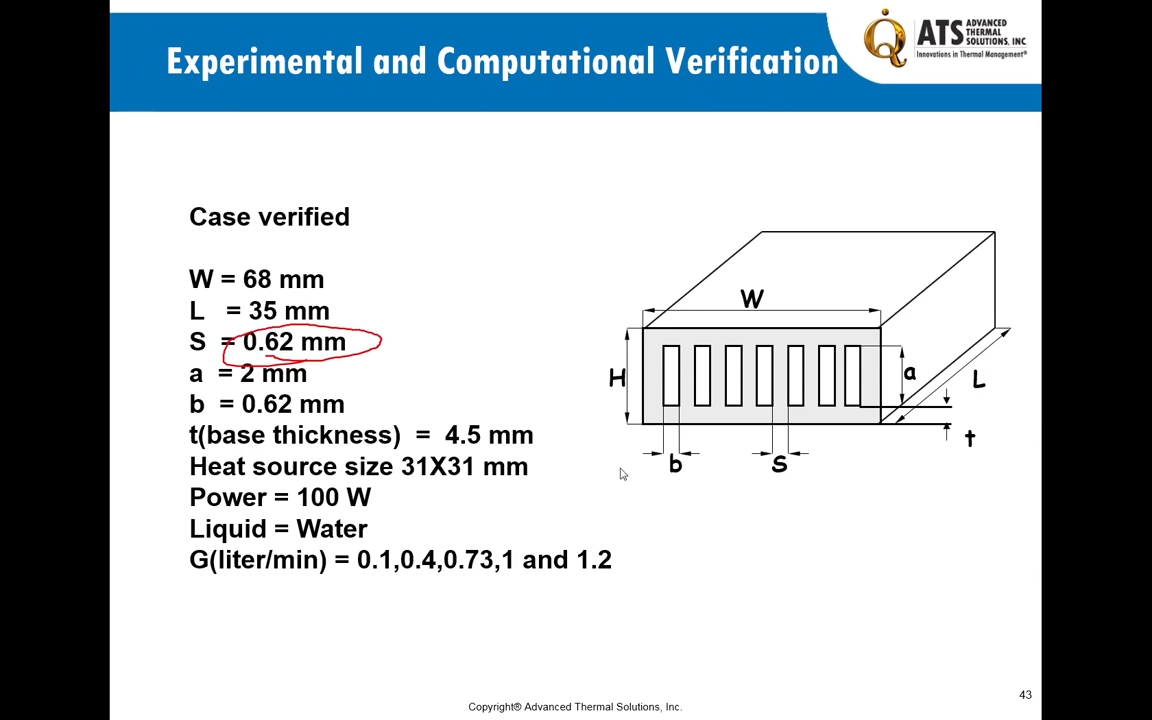 Experimental and Computational Verification
ATS ADVANCED THERMAL SOLUTIONS, INC.
Innovations in Thermal Management®
Case verified
W = 68 mm
L = 35 mm
S = 0.62 mm
a = 2 mm
b = 0.62 mm
t(base thickness) = 4.5 mm
Heat source size 31X31 mm
Power = 100 W
Liquid = Water
G(liter/min) = 0.1,0.4,0.73,1 and 1.2
W
H
a
L
t
b
S
43
Copyright® Advanced Thermal Solutions, Inc.